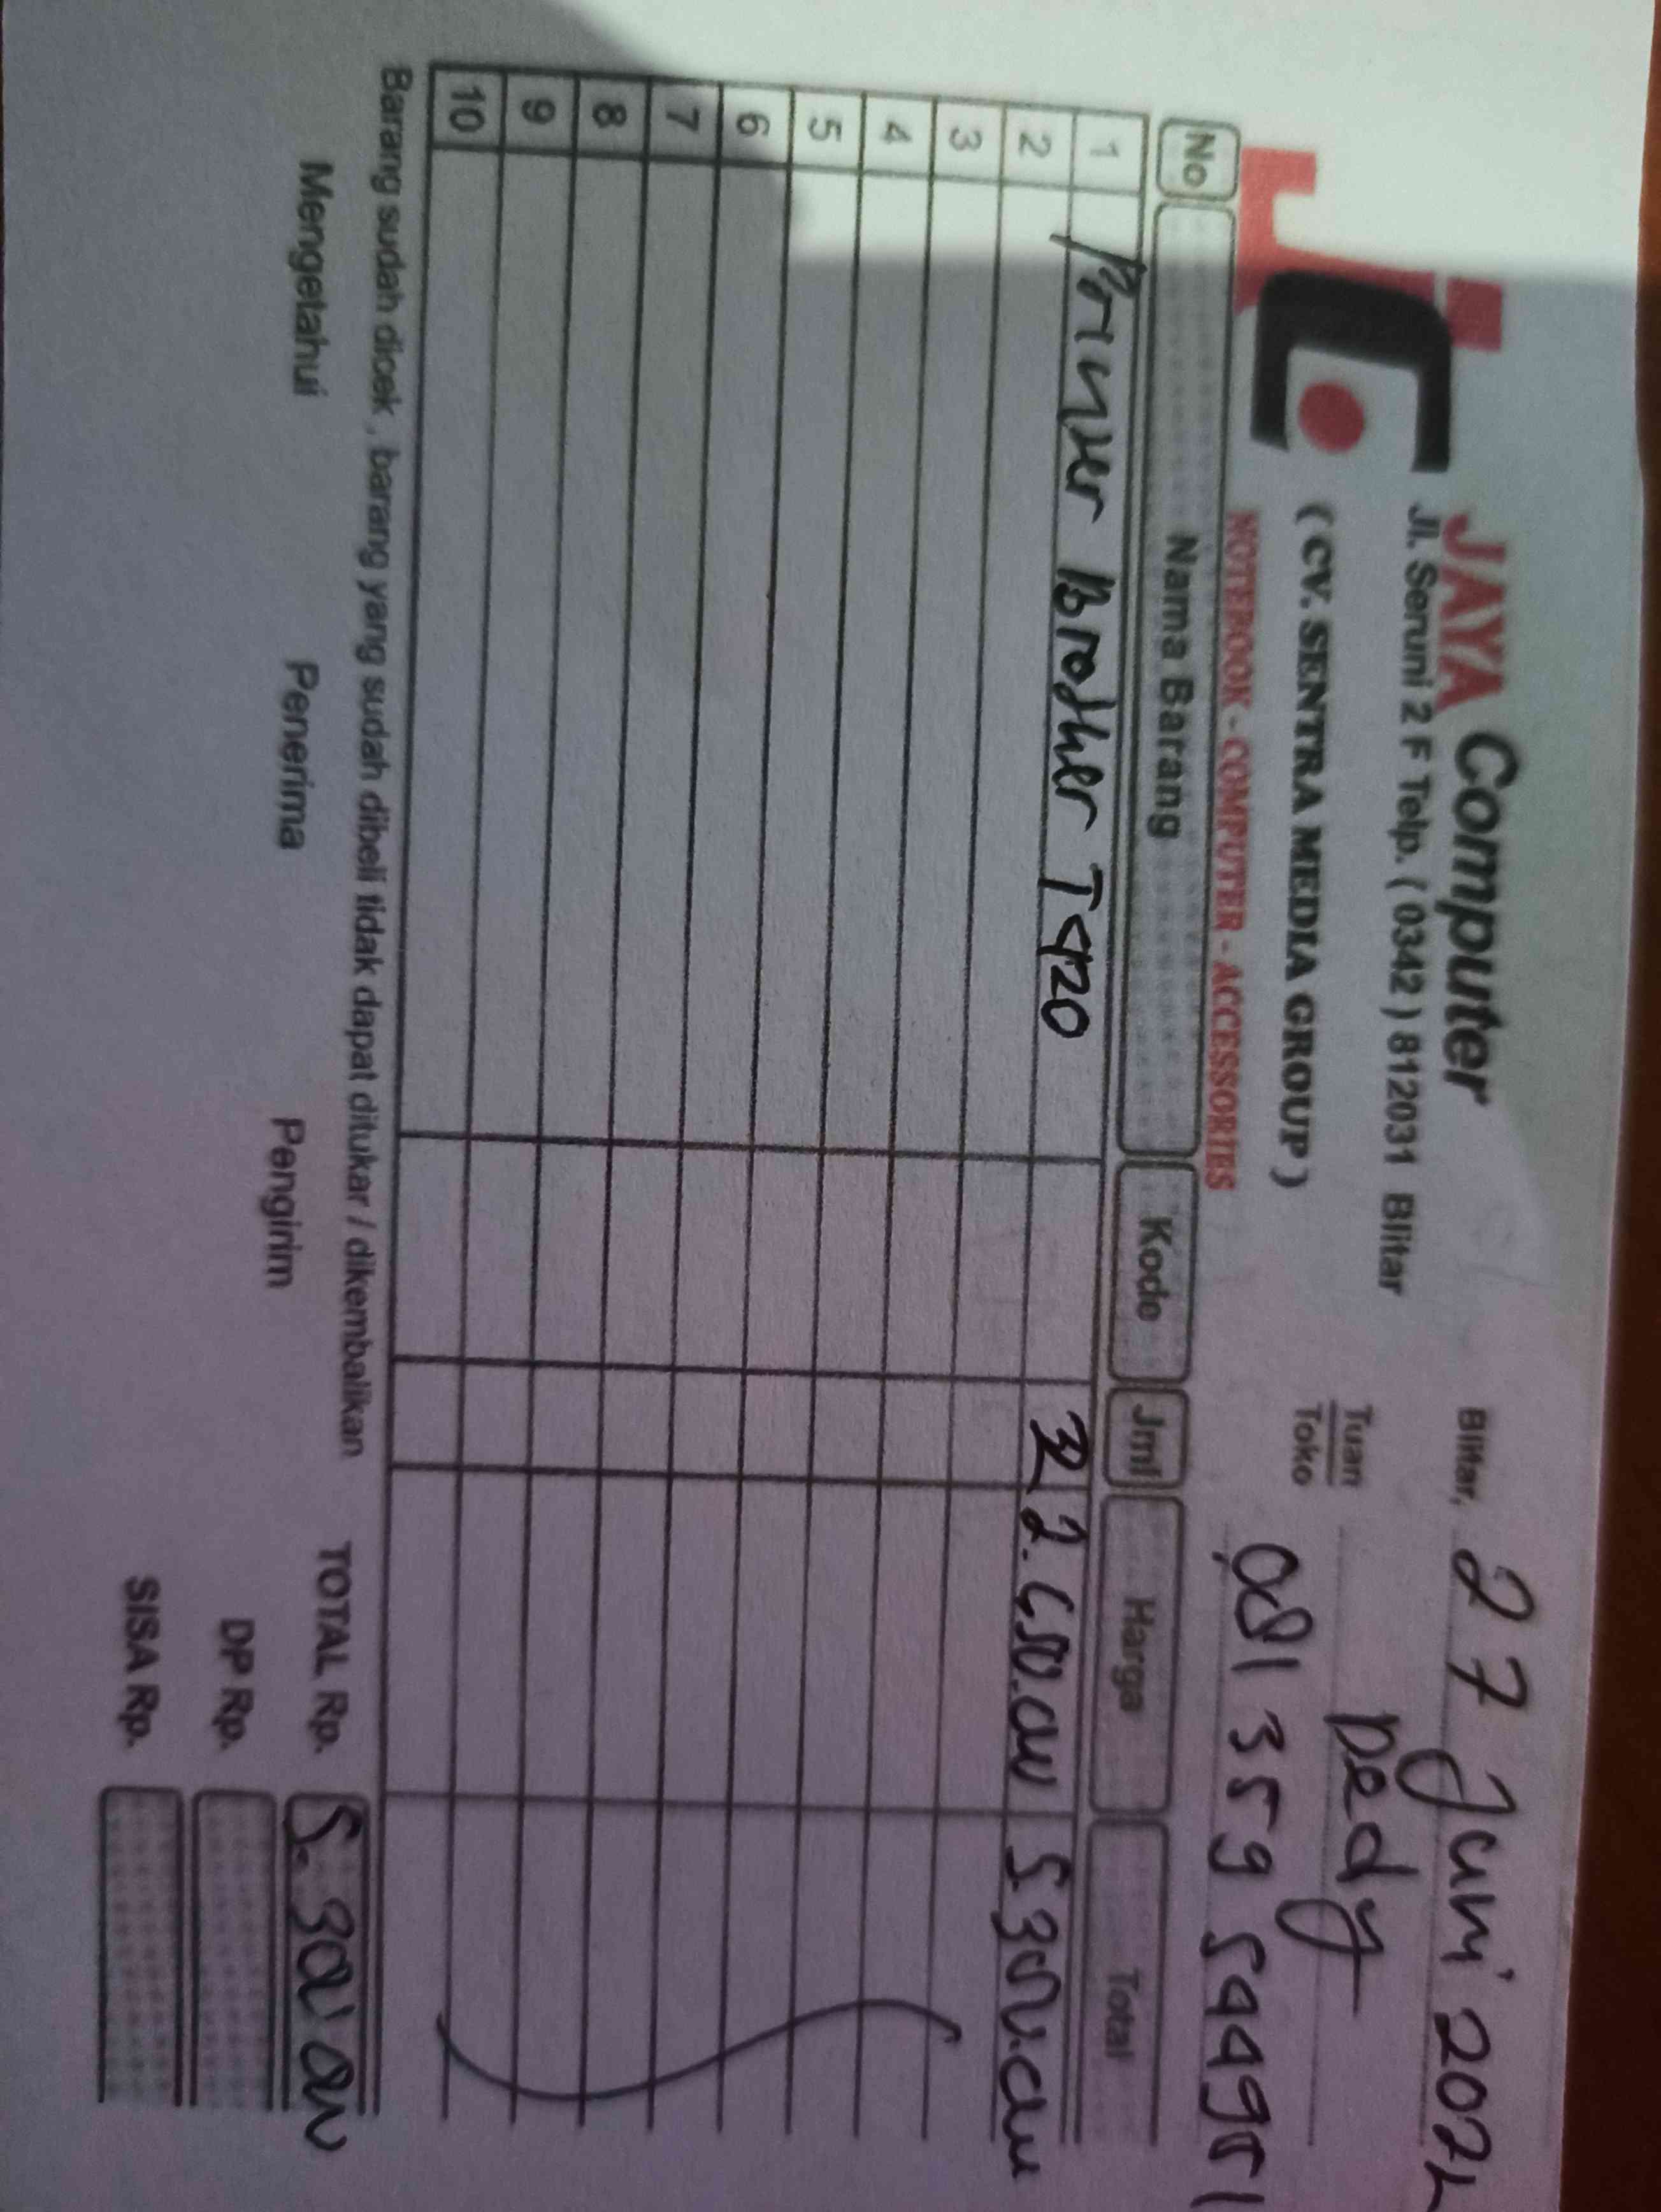 JAYA Computer
Jl. Seruni 2 F Telp. ( 0342 ) 812031 Blitar
( CV. SENTRA MEDIA GROUP )
NOTEBOOK - COMPUTER - ACCESSORIES
Blitar, 27 Juni 2024
Tuan Dedy
Toko
081 359 549951
No Nama Barang Kode Jml Harga Total
1 Printer Brother T420 2 2.650.000 5.300.000
2
3
4
5
6
7
8
9
10
Barang sudah dicek , barang yang sudah dibeli tidak dapat ditukar / dikembalikan
Mengetahui Penerima Pengirim
TOTAL Rp. 5.300.000
DP Rp.
SISA Rp.